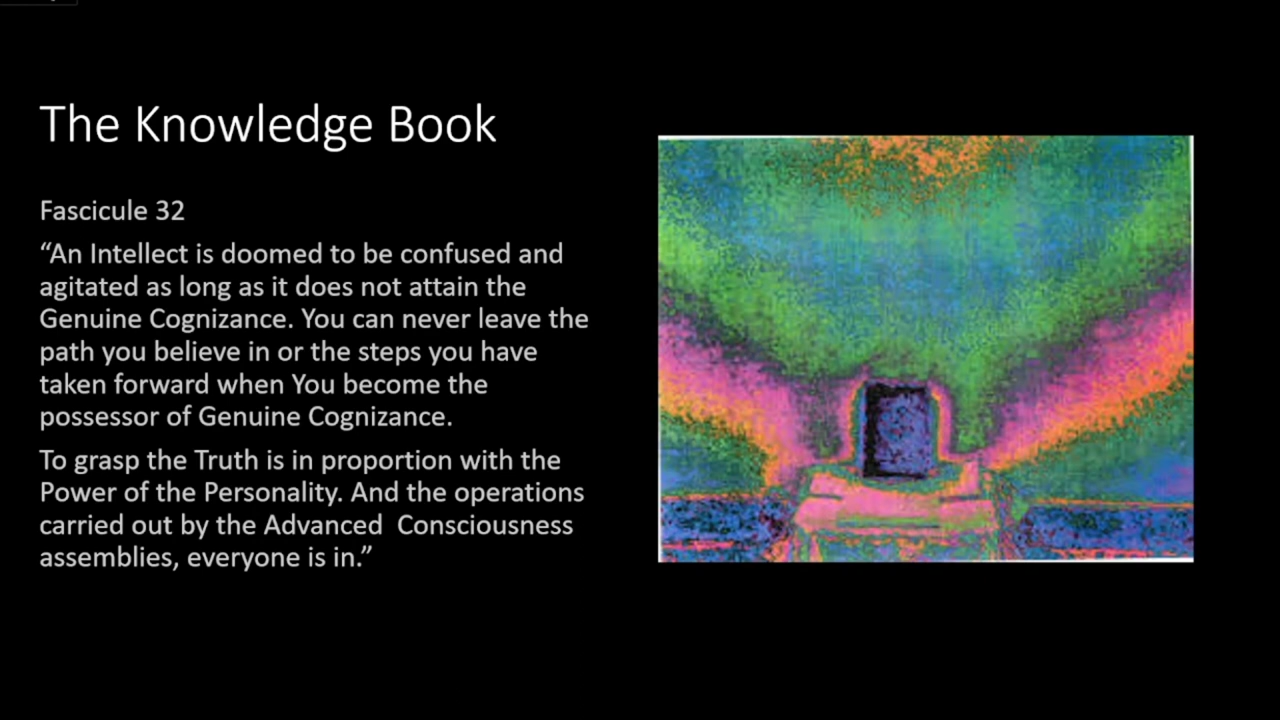 The Knowledge Book
Fascicule 32
“An Intellect is doomed to be confused and
agitated as long as it does not attain the
Genuine Cognizance. You can never leave the
path you believe in or the steps you have
taken forward when You become the
possessor of Genuine Cognizance.
To grasp the Truth is in proportion with the
Power of the Personality. And the operations
carried out by the Advanced  Consciousness
assemblies, everyone is in.”